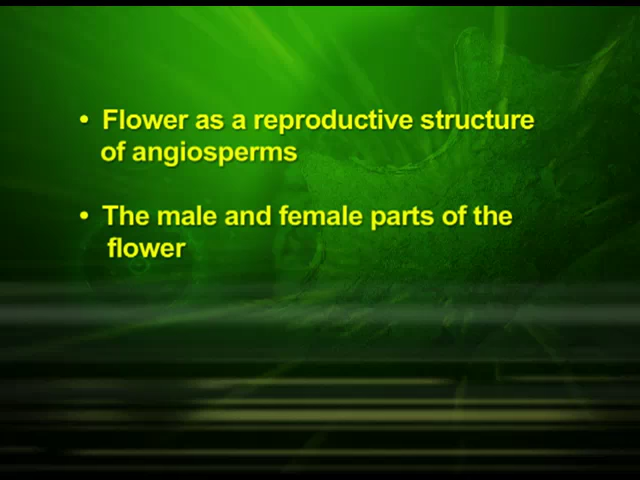 • Flower as a reproductive structure
of angiosperms
• The male and female parts of the
flower